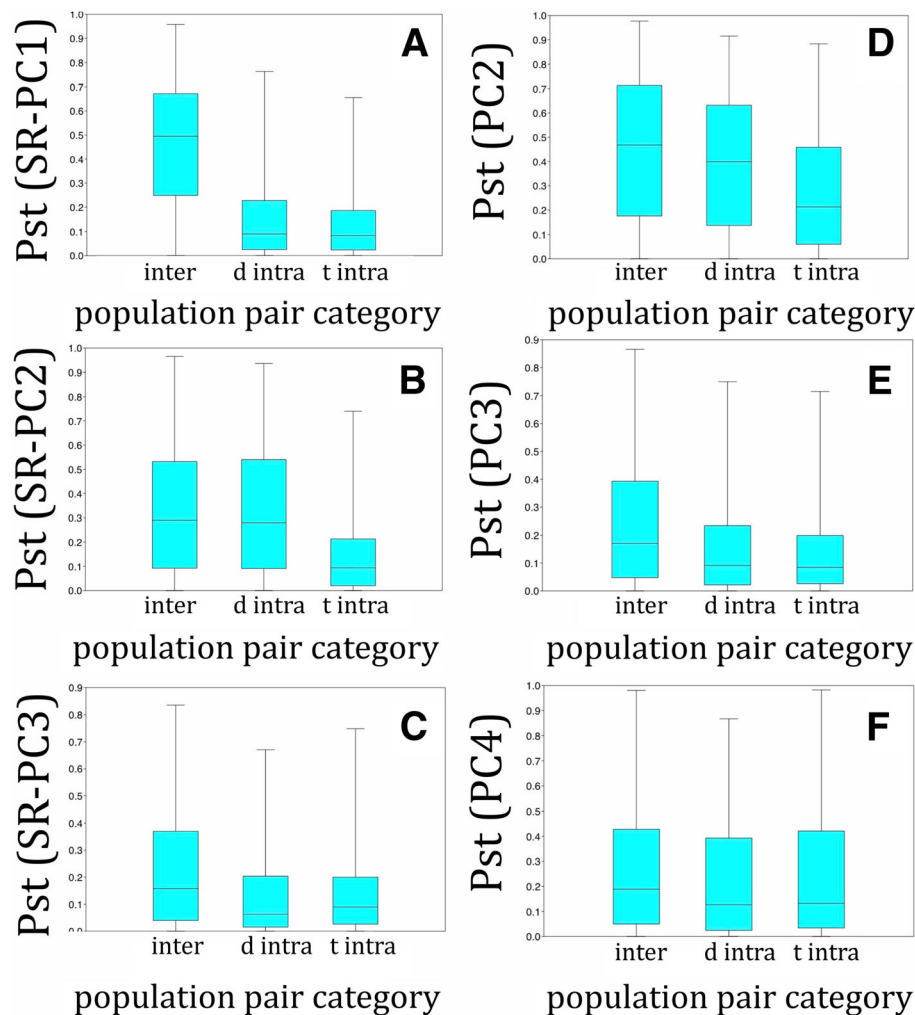 A
Pst (SR-PC1)
1.0
0.9
0.8
0.7
0.6
0.5
0.4
0.3
0.2
0.1
0.0
inter d intra t intra
population pair category
B
Pst (SR-PC2)
1.0
0.9
0.8
0.7
0.6
0.5
0.4
0.3
0.2
0.1
0.0
inter d intra t intra
population pair category
C
Pst (SR-PC3)
0.9
0.8
0.7
0.6
0.5
0.4
0.3
0.2
0.1
0.0
inter d intra t intra
population pair category
D
Pst (PC2)
1.0
0.9
0.8
0.7
0.6
0.5
0.4
0.3
0.2
0.1
0.0
inter d intra t intra
population pair category
E
Pst (PC3)
0.9
0.8
0.7
0.6
0.5
0.4
0.3
0.2
0.1
0.0
inter d intra t intra
population pair category
F
Pst (PC4)
1.0
0.9
0.8
0.7
0.6
0.5
0.4
0.3
0.2
0.1
0.0
inter d intra t intra
population pair category